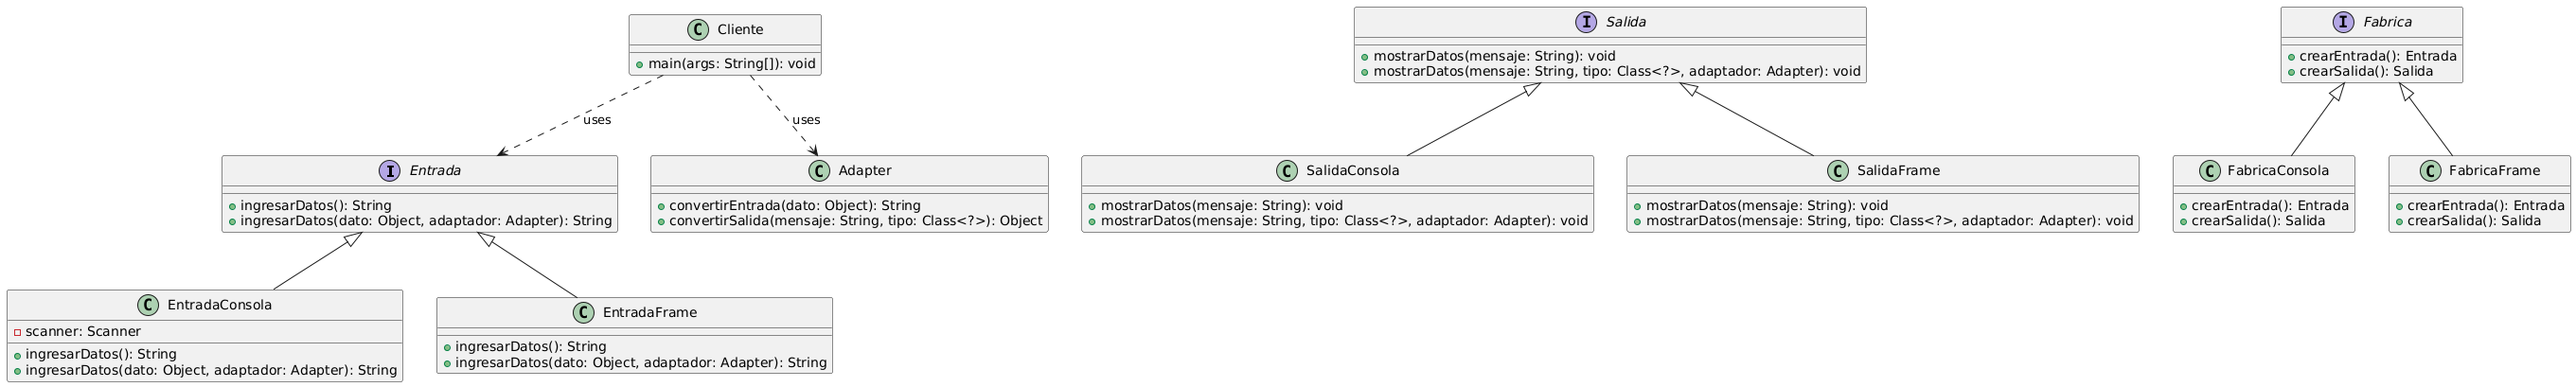 C Cliente
main(args: String[]): void
I Salida
mostrarDatos(mensaje: String): void
mostrarDatos(mensaje: String, tipo: Class<?>, adaptador: Adapter): void
I Fabrica
crearEntrada(): Entrada
crearSalida(): Salida
uses
uses
I Entrada
ingresarDatos(): String
ingresarDatos(dato: Object, adaptador: Adapter): String
C Adapter
convertirEntrada(dato: Object): String
convertirSalida(mensaje: String, tipo: Class<?>): Object
C SalidaConsola
mostrarDatos(mensaje: String): void
mostrarDatos(mensaje: String, tipo: Class<?>, adaptador: Adapter): void
C SalidaFrame
mostrarDatos(mensaje: String): void
mostrarDatos(mensaje: String, tipo: Class<?>, adaptador: Adapter): void
C FabricaConsola
crearEntrada(): Entrada
crearSalida(): Salida
C FabricaFrame
crearEntrada(): Entrada
crearSalida(): Salida
C EntradaConsola
scanner: Scanner
ingresarDatos(): String
ingresarDatos(dato: Object, adaptador: Adapter): String
C EntradaFrame
ingresarDatos(): String
ingresarDatos(dato: Object, adaptador: Adapter): String